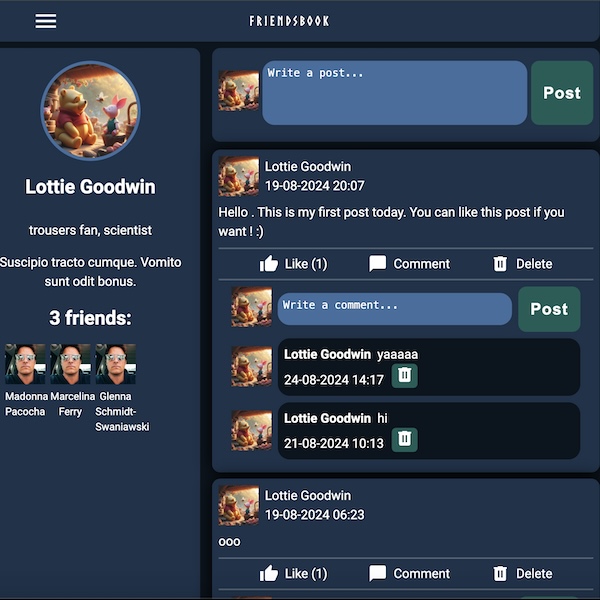 FRIENDSBOOK
Lottie Goodwin
trousers fan, scientist
Suscipio tracto cumque. Vomito
sunt odit bonus.
3 friends:
Madonna Pacocha
Marcelina Ferry
Glenna Schmidt-Swaniawski
Write a post...
Post
Lottie Goodwin
19-08-2024 20:07
Hello . This is my first post today. You can like this post if you
want ! :)
Like (1) Comment Delete
Write a comment...
Post
Lottie Goodwin yaaaaa
24-08-2024 14:17
Lottie Goodwin hi
21-08-2024 10:13
Lottie Goodwin
19-08-2024 06:23
ooo
Like (1) Comment Delete